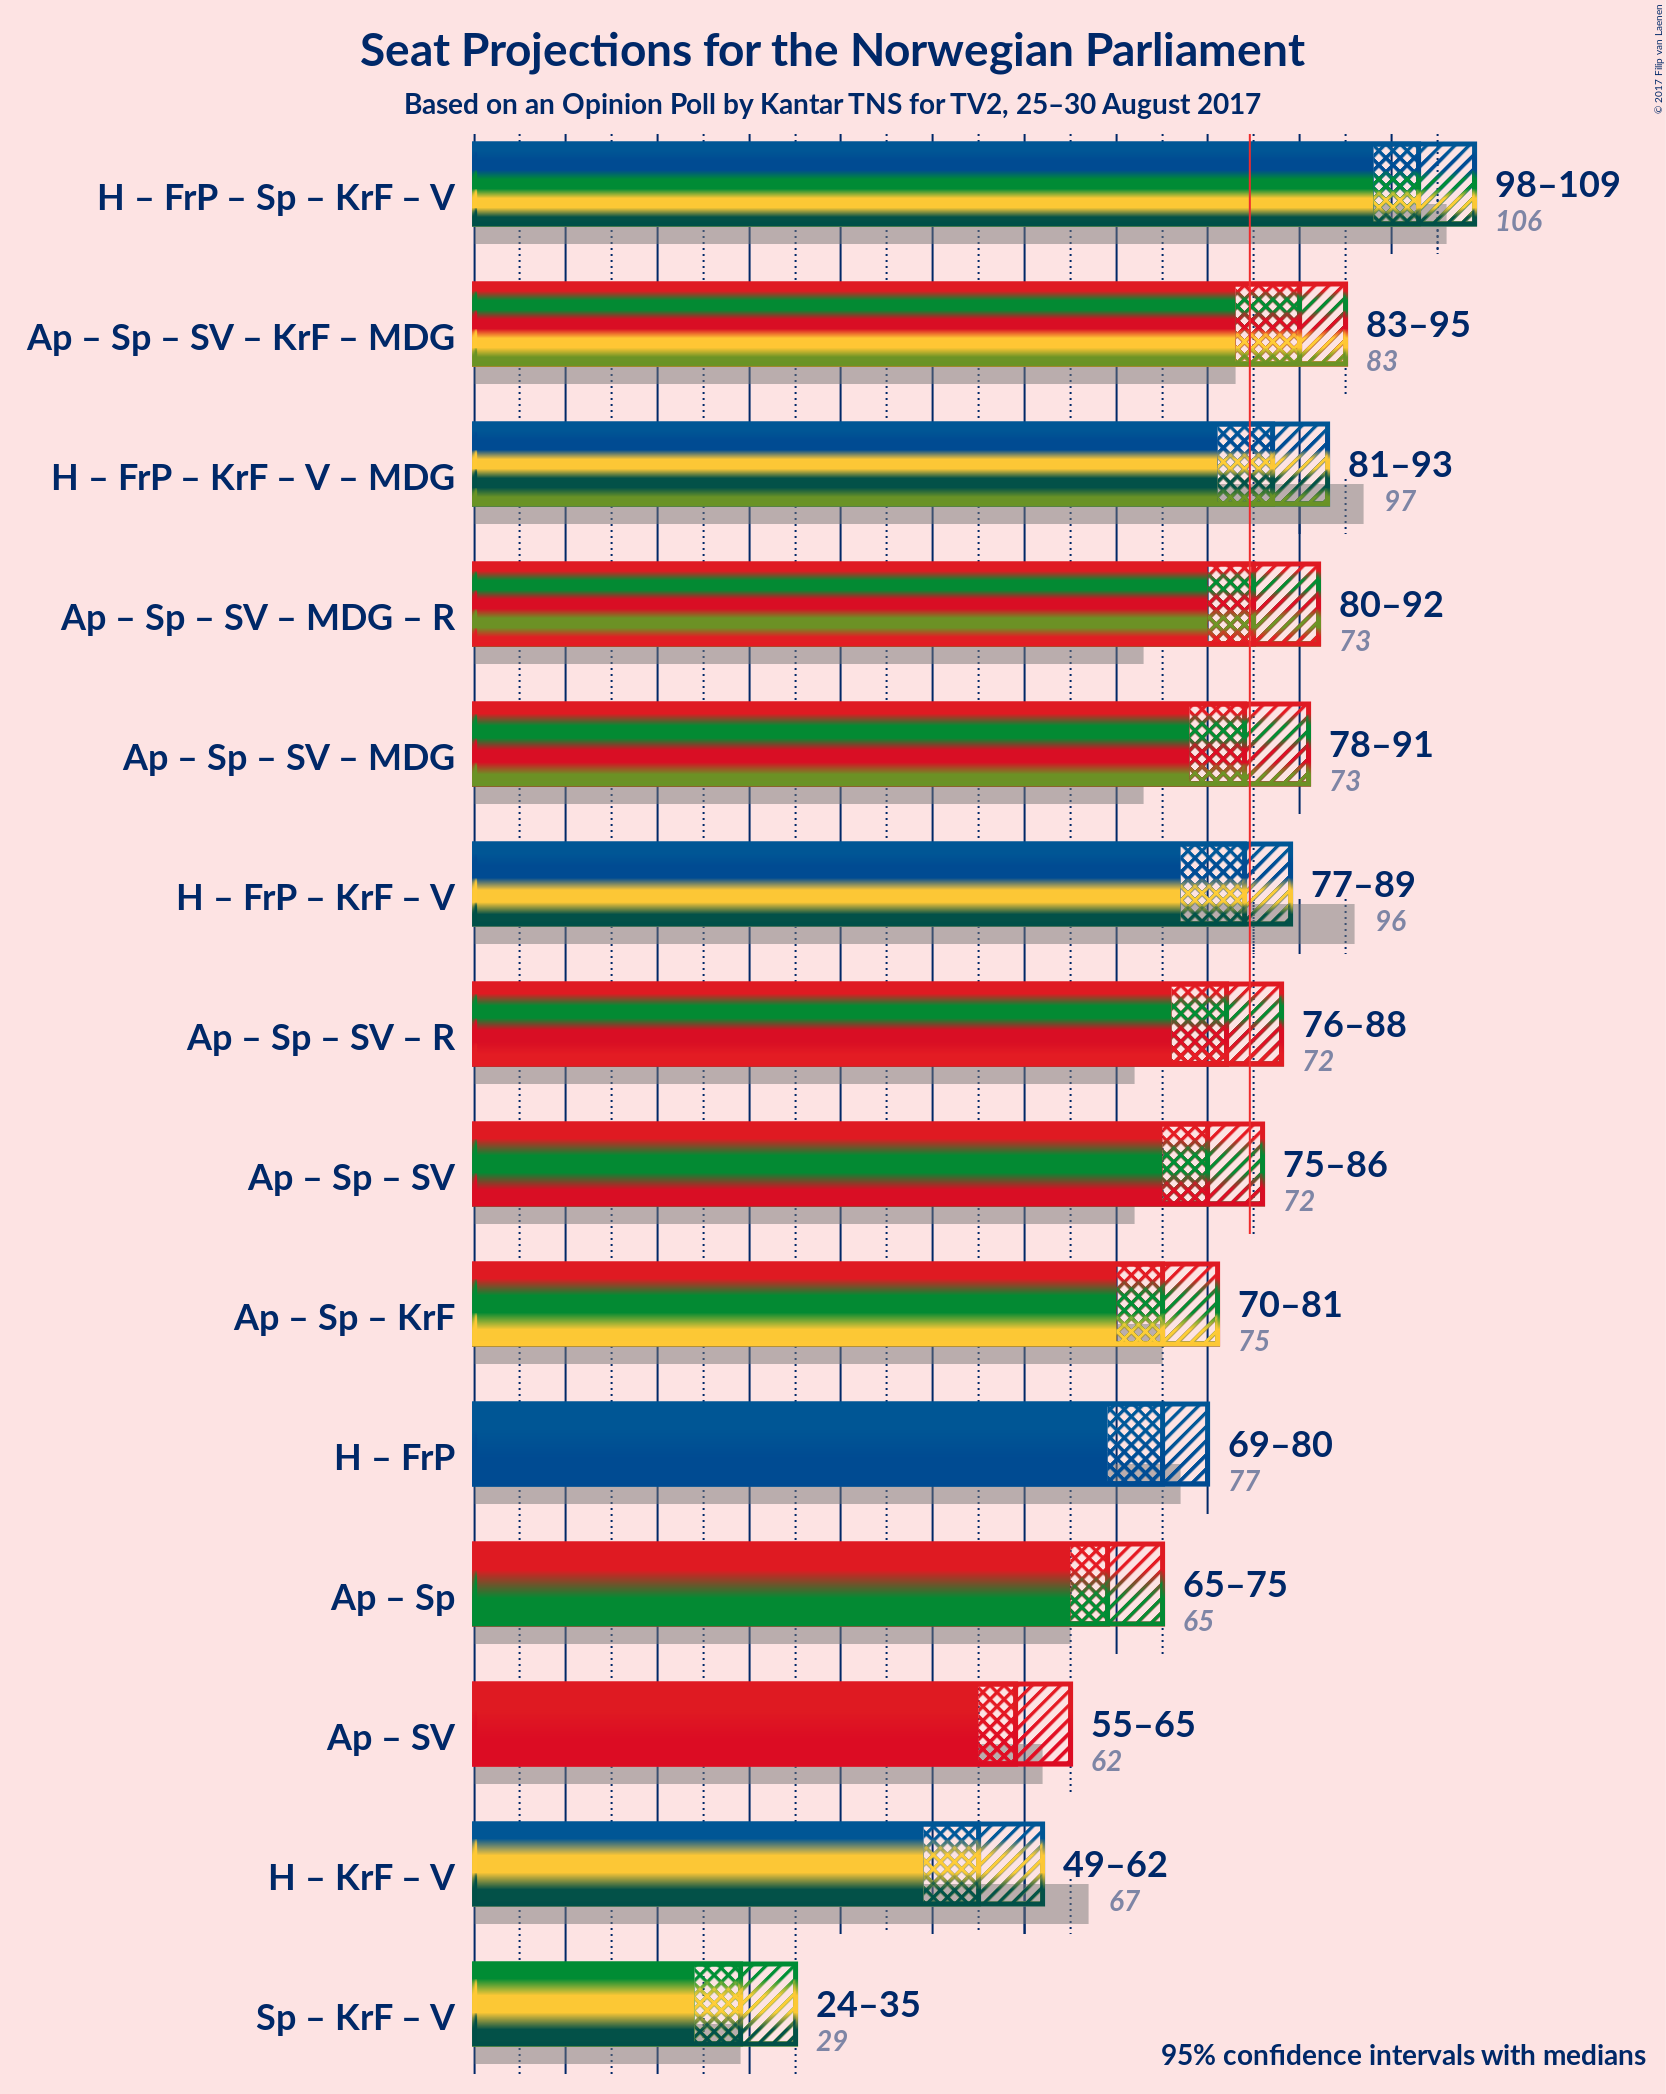 Seat Projections for the Norwegian Parliament
Based on an Opinion Poll by Kantar TNS for TV2, 25–30 August 2017
© 2017 Filip van Laenen
H – FrP – Sp – KrF – V
98–109
106
Ap – Sp – SV – KrF – MDG
83–95
83
H – FrP – KrF – V – MDG
81–93
97
Ap – Sp – SV – MDG – R
80–92
73
Ap – Sp – SV – MDG
78–91
73
H – FrP – KrF – V
77–89
96
Ap – Sp – SV – R
76–88
72
Ap – Sp – SV
75–86
72
Ap – Sp – KrF
70–81
75
H – FrP
69–80
77
Ap – Sp
65–75
65
Ap – SV
55–65
62
H – KrF – V
49–62
67
Sp – KrF – V
24–35
29
95% confidence intervals with medians